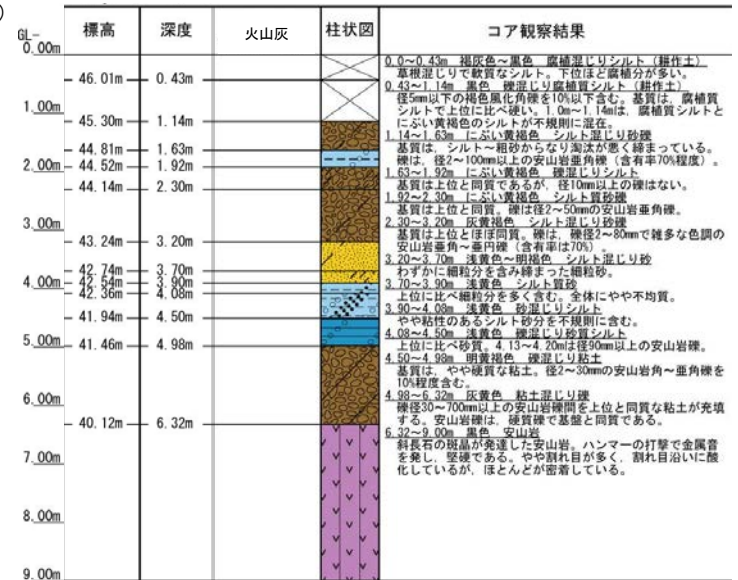 )
GL-
標高 深度 火山灰 柱状図 コア観察結果
0.00m
46.01m 0.43m
1.00m
45.30m 1.14m
44.81m 1.63m
2.00m
44.52m 1.92m
44.14m 2.30m
3.00m
43.24m 3.20m
42.74m 3.70m
4.00m
42.54m 3.90m
42.36m 4.08m
41.94m 4.50m
5.00m
41.46m 4.98m
6.00m
40.12m 6.32m
7.00m
8.00m
9.00m
0.0~0.43m 褐灰色~黒色 腐植混じりシルト（耕作土）
草根混じりで軟質なシルト。下位ほど腐植分が多い。
0.43~1.14m 黒色 礫混じり腐植質シルト（耕作土）
径5mm以下の褐色風化角礫を10%以下含む。基質は、腐植質
シルトで上位に比べ硬い。1.0m~1.14mは、腐植質シルトと
にぶい黄褐色のシルトが不規則に混在。
1.14~1.63m にぶい黄褐色 シルト混じり砂礫
基質は、シルト~粗砂からなり淘汰が悪く締まっている。
礫は、径2~100mm以上の安山岩亜角礫（含有率70%程度）。
1.63~1.92m にぶい黄褐色 礫混じりシルト
基質は上位と同質であるが、径10mm以上の礫はない。
1.92~2.30m にぶい黄褐色 シルト質砂礫
基質は上位と同質。礫は径2~50mmの安山岩亜角礫。
2.30~3.20m 灰黄褐色 シルト混じり砂礫
基質は上位とほぼ同質。礫は、礫径2~80mmで雑多な色調の
安山岩亜角~亜円礫（含有率は70%）。
3.20~3.70m 浅黄色~明褐色 シルト混じり砂
わずかに細粒分を含み締まった細粒砂。
3.70~3.90m 浅黄色 シルト質砂
上位に比べ細粒分を多く含む。全体にやや不均質。
3.90~4.08m 浅黄色 砂混じりシルト
やや粘性のあるシルト砂分を不規則に含む。
4.08~4.50m 浅黄色 礫混じり砂質シルト
上位に比べ砂質。4.13~4.20mは径90mm以上の安山岩礫。
4.50~4.98m 明黄褐色 礫混じり粘土
基質は、やや硬質な粘土。径2~30mmの安山岩角~亜角礫を
10%程度含む。
4.98~6.32m 灰黄色 粘土混じり礫
礫径30~700mm以上の安山岩礫間を上位と同質な粘土が充填
する。安山岩礫は、硬質礫で基盤と同質である。
6.32~9.00m 黒色 安山岩
斜長石の斑晶が発達した安山岩。ハンマーの打撃で金属音
を発し、堅硬である。やや割れ目が多く、割れ目沿いに酸
化しているが、ほとんどが密着している。